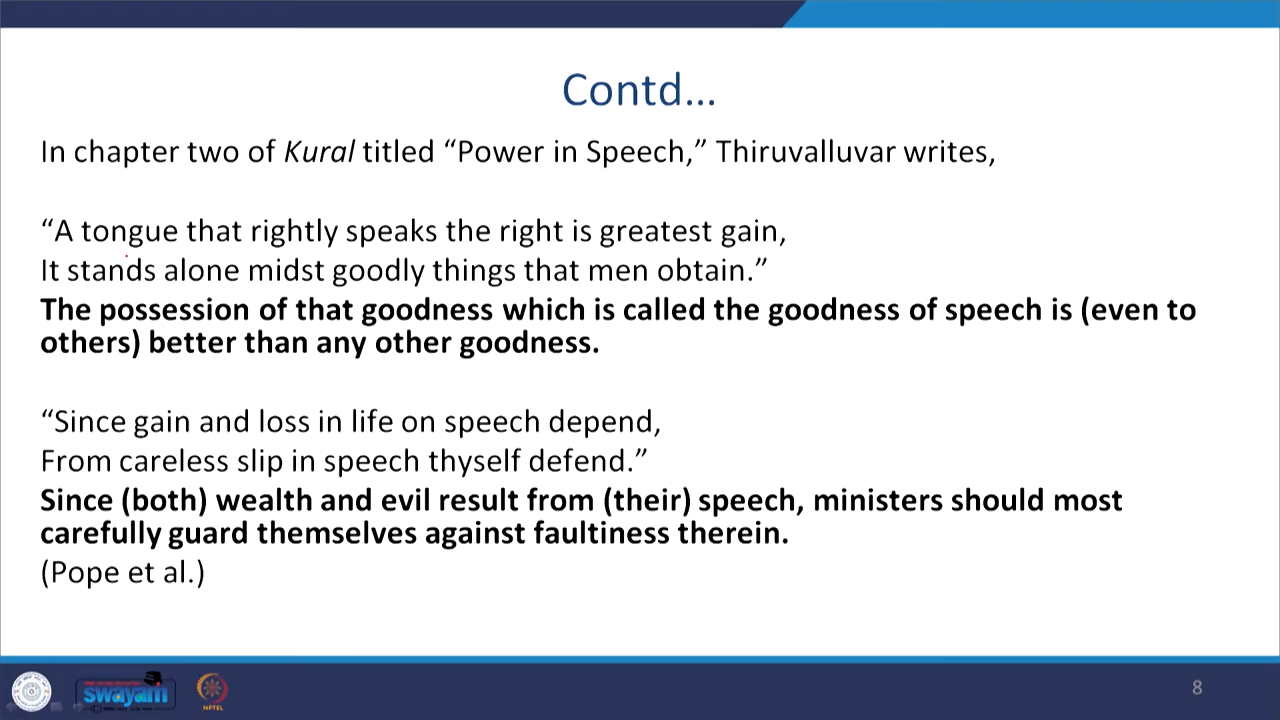 Contd...
In chapter two of Kural titled “Power in Speech,” Thiruvalluvar writes,
“A tongue that rightly speaks the right is greatest gain,
It stands alone midst goodly things that men obtain.”
The possession of that goodness which is called the goodness of speech is (even to
others) better than any other goodness.
“Since gain and loss in life on speech depend,
From careless slip in speech thyself defend.”
Since (both) wealth and evil result from (their) speech, ministers should most
carefully guard themselves against faultiness therein.
(Pope et al.)
swayam
NPTEL
8